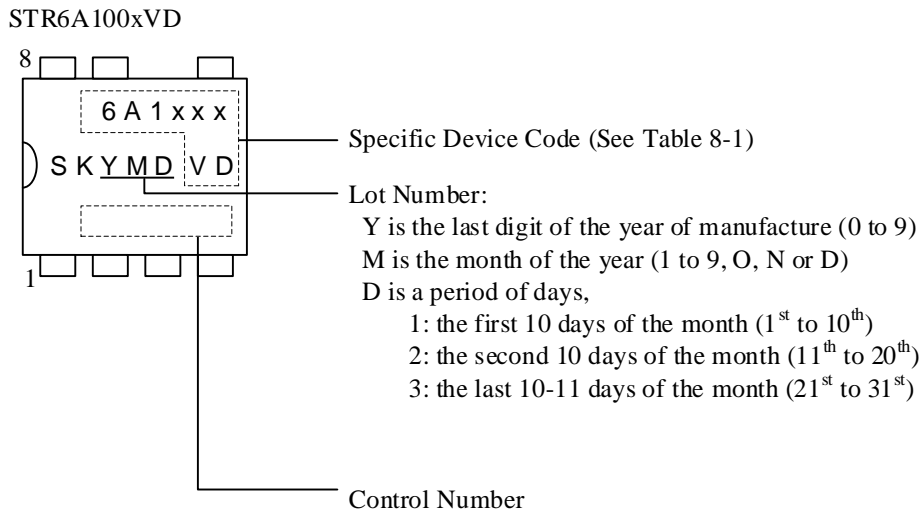 STR6A100xVD
8
6 A 1 x x x
S K Y M D V D
1
Specific Device Code (See Table 8-1)
Lot Number:
Y is the last digit of the year of manufacture (0 to 9)
M is the month of the year (1 to 9, O, N or D)
D is a period of days,
1: the first 10 days of the month (1st to 10th)
2: the second 10 days of the month (11th to 20th)
3: the last 10-11 days of the month (21st to 31st)
Control Number